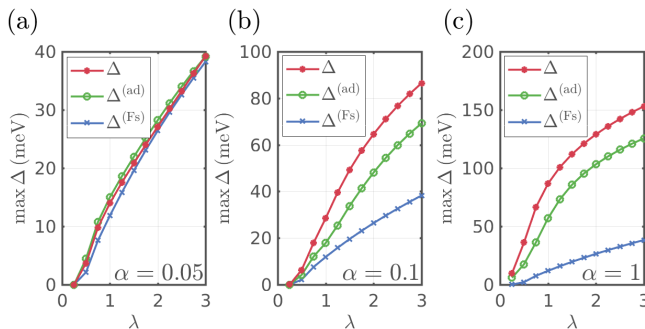 (a)
max Δ (meV)
40
30
20
10
0
Δ
Δ^(ad)
Δ^(Fs)
α = 0.05
0 1 2 3
λ
(b)
max Δ (meV)
100
80
60
40
20
0
Δ
Δ^(ad)
Δ^(Fs)
α = 0.1
0 1 2 3
λ
(c)
max Δ (meV)
200
150
100
50
0
Δ
Δ^(ad)
Δ^(Fs)
α = 1
0 1 2 3
λ